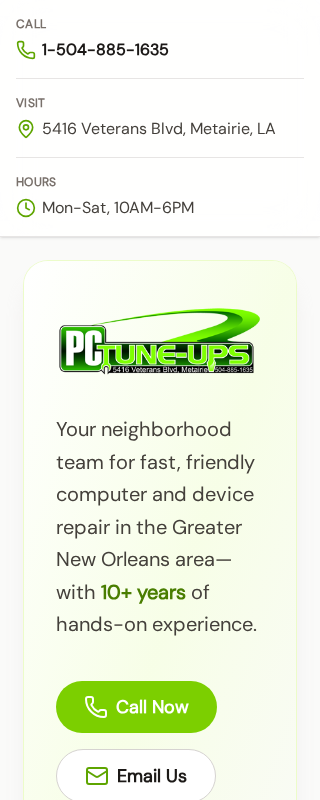 CALL
1-504-885-1635
VISIT
5416 Veterans Blvd, Metairie, LA
HOURS
Mon-Sat, 10AM-6PM
PC TUNE-UPS
5416 Veterans Blvd, Metairie 504-885-1635
Your neighborhood
team for fast, friendly
computer and device
repair in the Greater
New Orleans area—
with 10+ years of
hands-on experience.
Call Now
Email Us